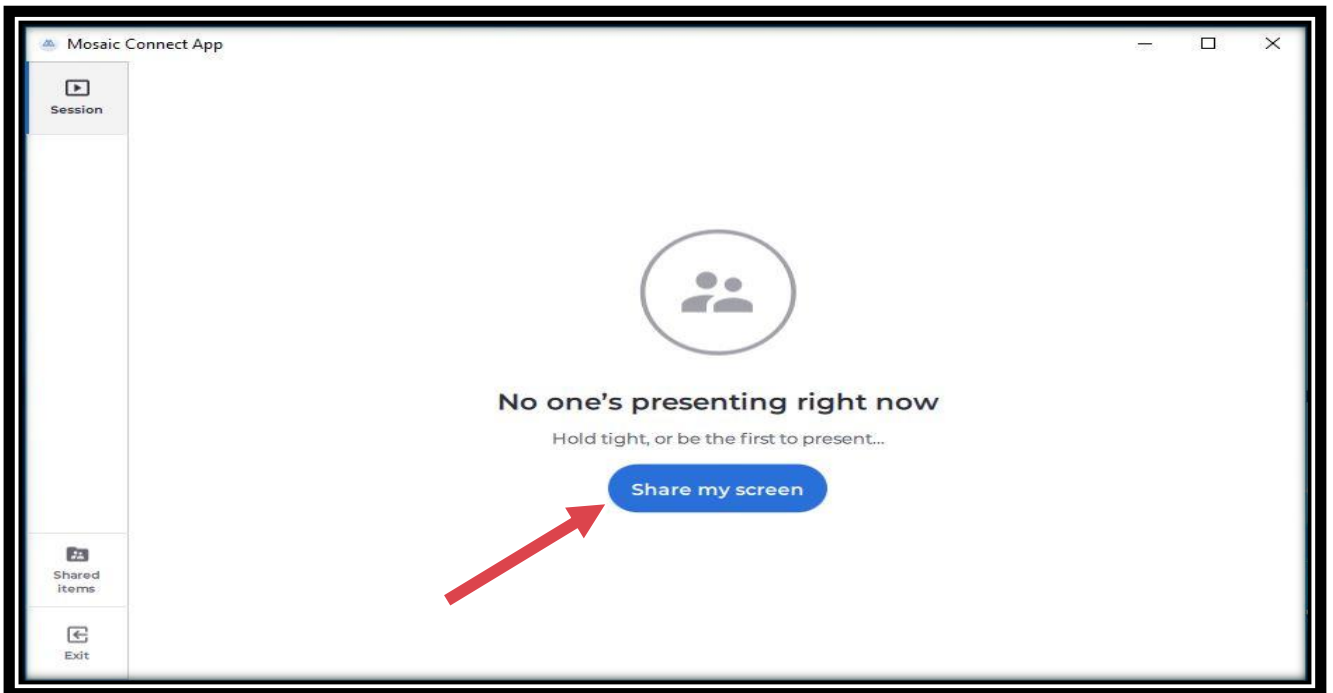 Mosaic Connect App
Session
No one’s presenting right now
Hold tight, or be the first to present...
Share my screen
Shared
items
Exit